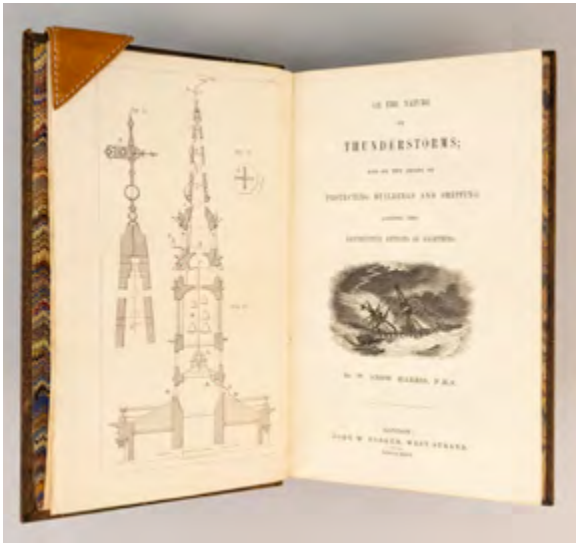 ON THE NATURE
OF
THUNDERSTORMS;
AND ON THE MEANS OF
PROTECTING BUILDINGS AND SHIPPING
AGAINST THE
DESTRUCTIVE EFFECTS OF LIGHTNING.
BY W. SNOW HARRIS, F.R.S.
LONDON:
JOHN W. PARKER, WEST STRAND.